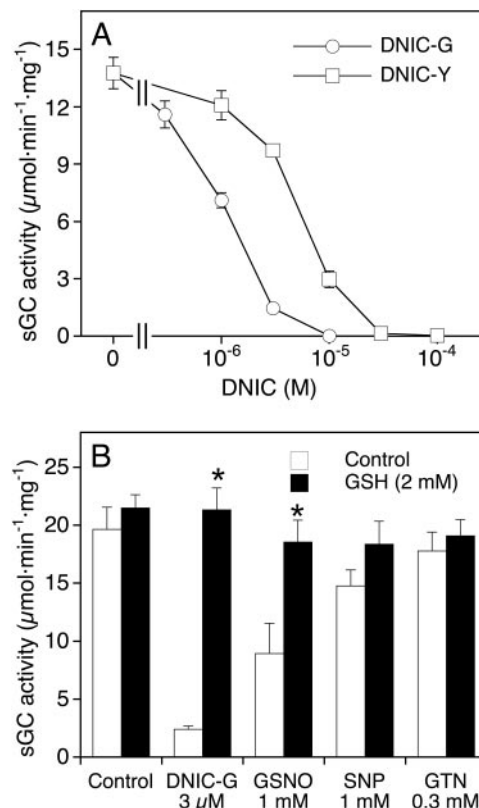 A
DNIC-G
DNIC-Y
sGC activity (µmol·min⁻¹·mg⁻¹)
15
12
9
6
3
0
0 10⁻⁶ 10⁻⁵ 10⁻⁴
DNIC (M)
B
Control
GSH (2 mM)
sGC activity (µmol·min⁻¹·mg⁻¹)
25
20
15
10
5
0
* *
Control DNIC-G GSNO SNP GTN
3 µM 1 mM 1 mM 0.3 mM